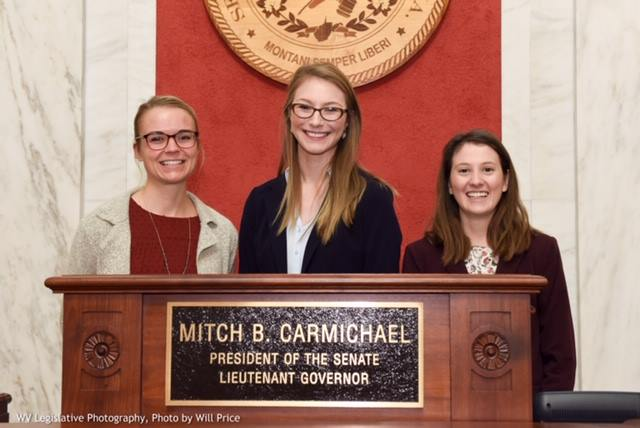 MONTANI SEMPER LIBERI
MITCH B. CARMICHAEL
PRESIDENT OF THE SENATE
LIEUTENANT GOVERNOR
WV Legislative Photography, Photo by Will Price